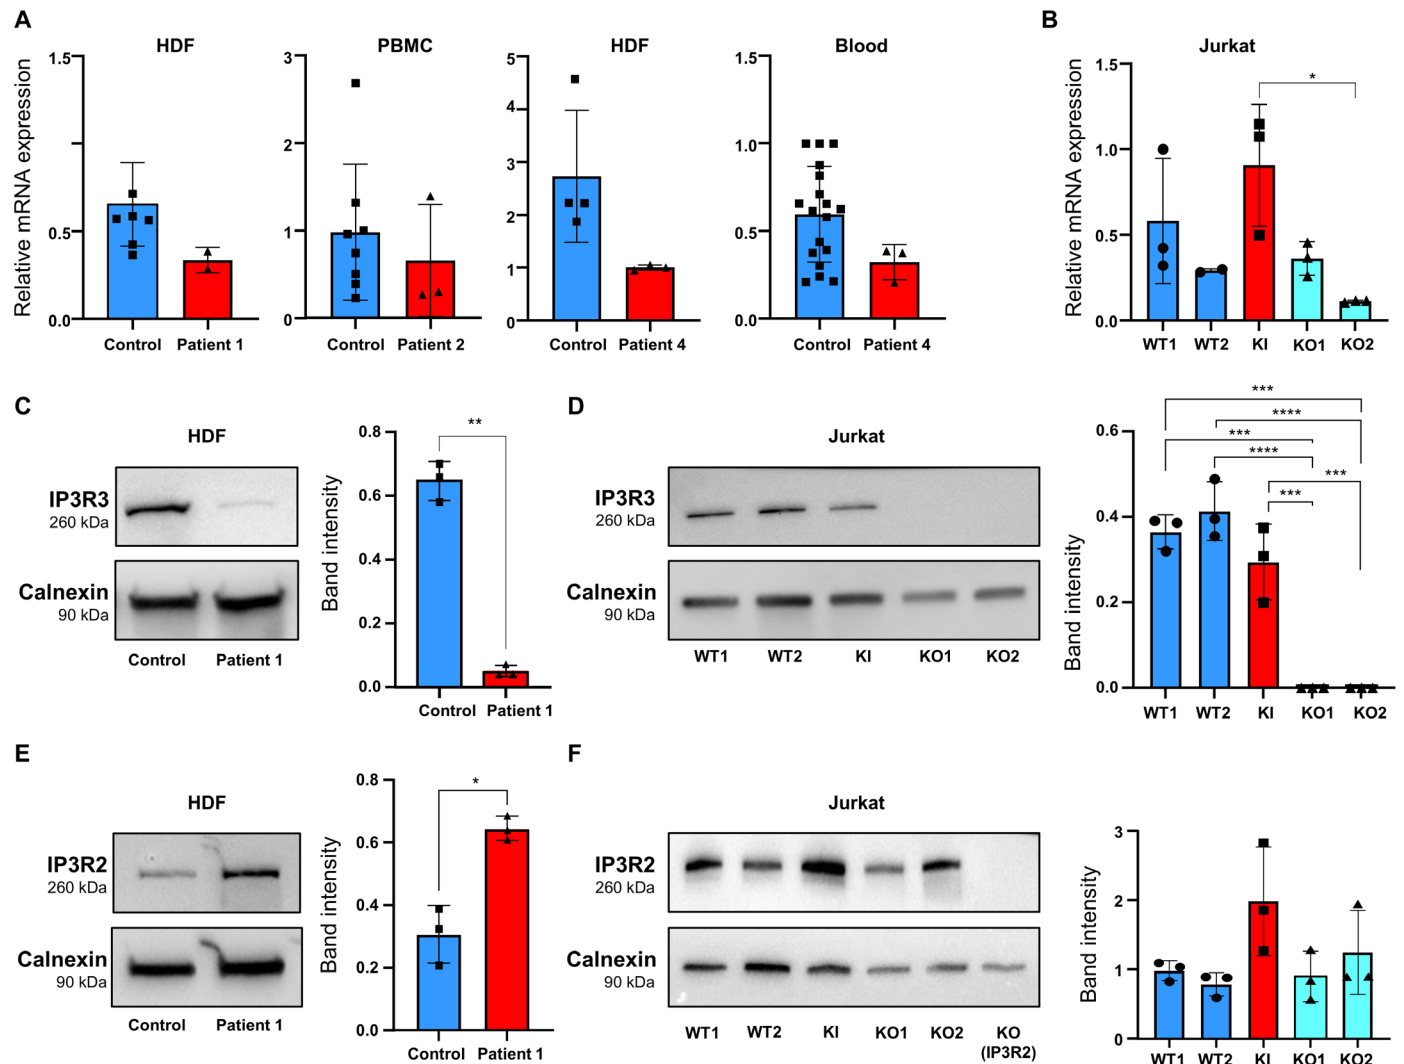 A
B
HDF
PBMC
HDF
Blood
Jurkat
Relative mRNA expression
1.5
0.5
0.0
Control
Patient 1
3
2
1
0
Control
Patient 2
5
4
3
2
1
0
Control
Patient 4
1.5
1.0
0.5
0.0
Control
Patient 4
Relative mRNA expression
1.5
1.0
0.5
0.0
*
WT1
WT2
KI
KO1
KO2
C
HDF
IP3R3
260 kDa
Calnexin
90 kDa
Control
Patient 1
Band intensity
0.8
0.6
0.4
0.2
0.0
**
Control
Patient 1
D
Jurkat
IP3R3
260 kDa
Calnexin
90 kDa
WT1
WT2
KI
KO1
KO2
Band intensity
0.6
0.4
0.2
0.0
***
****
***
****
***
***
WT1
WT2
KI
KO1
KO2
E
HDF
IP3R2
260 kDa
Calnexin
90 kDa
Control
Patient 1
Band intensity
0.8
0.6
0.4
0.2
0.0
*
Control
Patient 1
F
Jurkat
IP3R2
260 kDa
Calnexin
90 kDa
WT1
WT2
KI
KO1
KO2
KO
(IP3R2)
Band intensity
3
2
1
0
WT1
WT2
KI
KO1
KO2